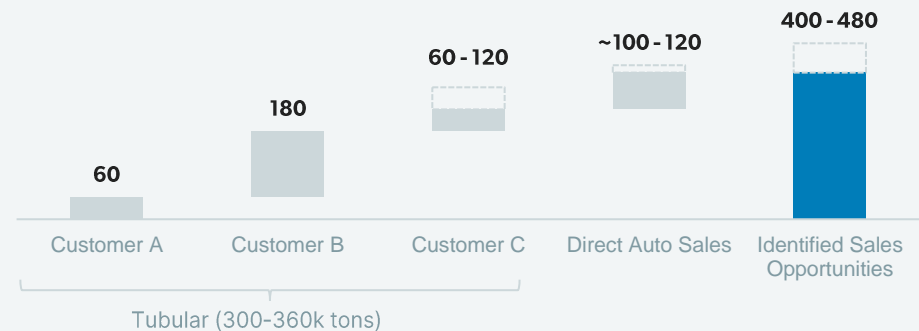 400 - 480
~100 - 120
60 - 120
180
60
Customer A
Customer B
Customer C
Direct Auto Sales
Identified Sales
Opportunities
Tubular (300-360k tons)